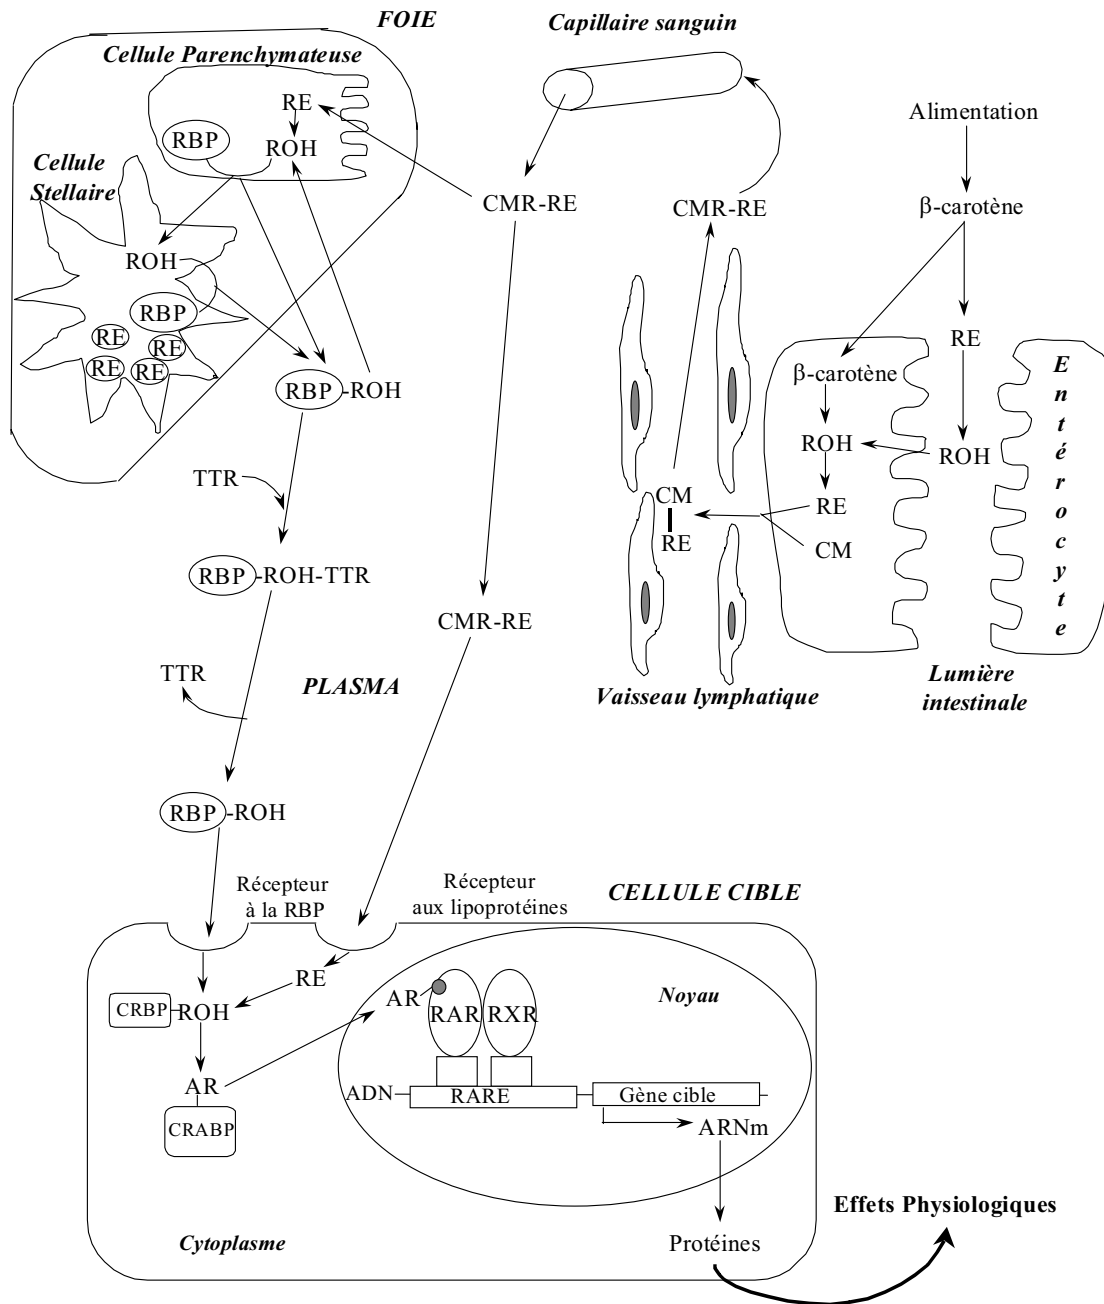 FOIE
Capillaire sanguin
Cellule Parenchymateuse
RE
RBP
ROH
Cellule
Stellaire
ROH
RBP
RE
RE
RE
RE
CMR-RE
CMR-RE
Alimentation
β-carotène
RE
β-carotène
ROH
ROH
RE
CM
CM
RE
E
n
t
é
r
o
c
y
t
e
Lumière
intestinale
Vaisseau lymphatique
RBP-ROH
TTR
RBP-ROH-TTR
CMR-RE
TTR
PLASMA
RBP-ROH
Récepteur
à la RBP
Récepteur
aux lipoprotéines
CELLULE CIBLE
RE
CRBP
ROH
AR
CRABP
AR
RAR
RXR
Noyau
ADN
RARE
Gène cible
ARNm
Protéines
Cytoplasme
Effets Physiologiques